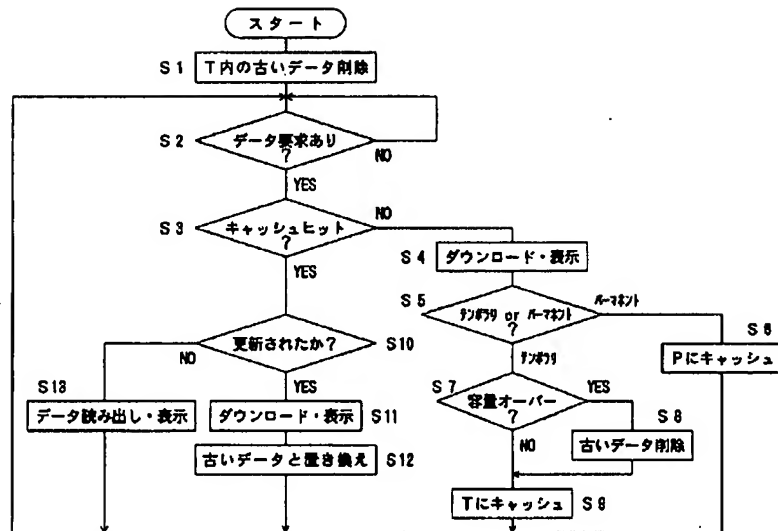 スタート
S1 T内の古いデータ削除
S2 データ要求あり
?
NO
YES
S3 キャッシュヒット
?
NO
YES
S4 ダウンロード・表示
S5 テンポラリ or パーマネント
?
パーマネント
テンポラリ
S6
Pにキャッシュ
S7 容量オーバー
?
YES
NO
S8
古いデータ削除
Tにキャッシュ S9
更新されたか? S10
NO
YES
S13
データ読み出し・表示
ダウンロード・表示 S11
古いデータと置き換え S12